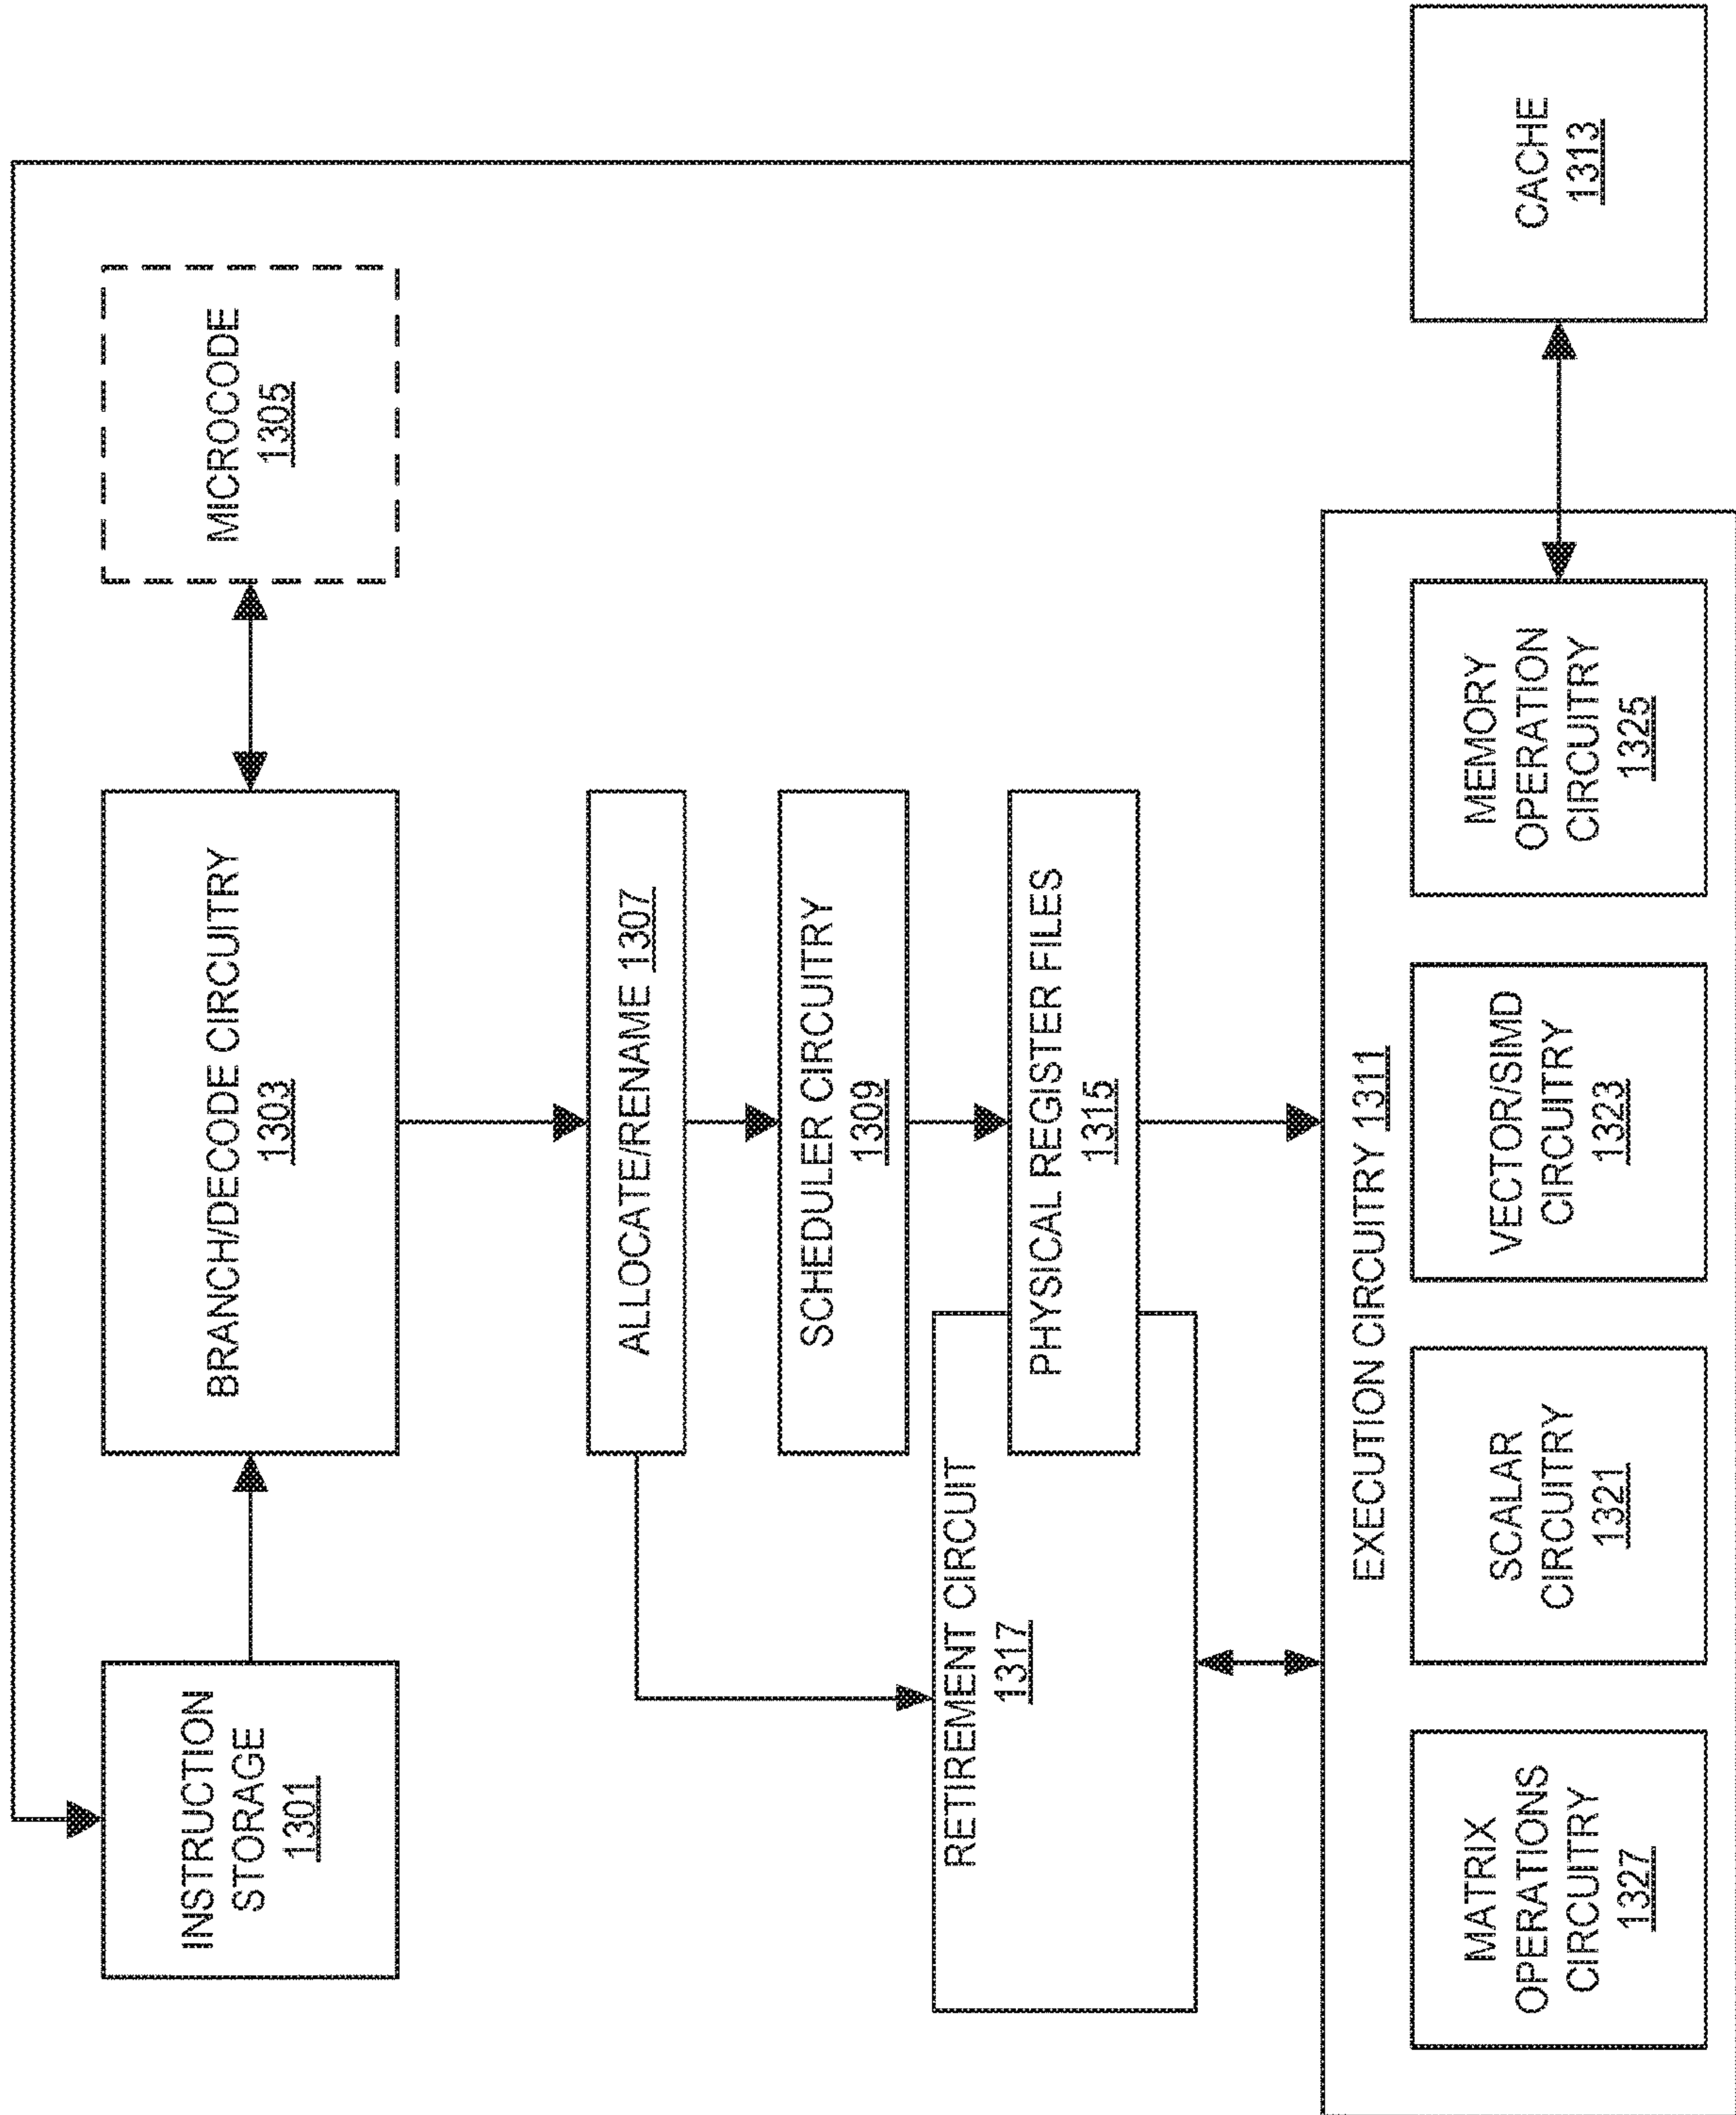 INSTRUCTION
STORAGE
1301
BRANCH/DECODE CIRCUITRY
1303
MICROCODE
1305
ALLOCATE/RENAME 1307
SCHEDULER CIRCUITRY
1309
RETIREMENT CIRCUIT
1317
PHYSICAL REGISTER FILES
1315
EXECUTION CIRCUITRY 1311
MATRIX
OPERATIONS
CIRCUITRY
1327
SCALAR
CIRCUITRY
1321
VECTOR/SIMD
CIRCUITRY
1323
MEMORY
OPERATION
CIRCUITRY
1325
CACHE
1313